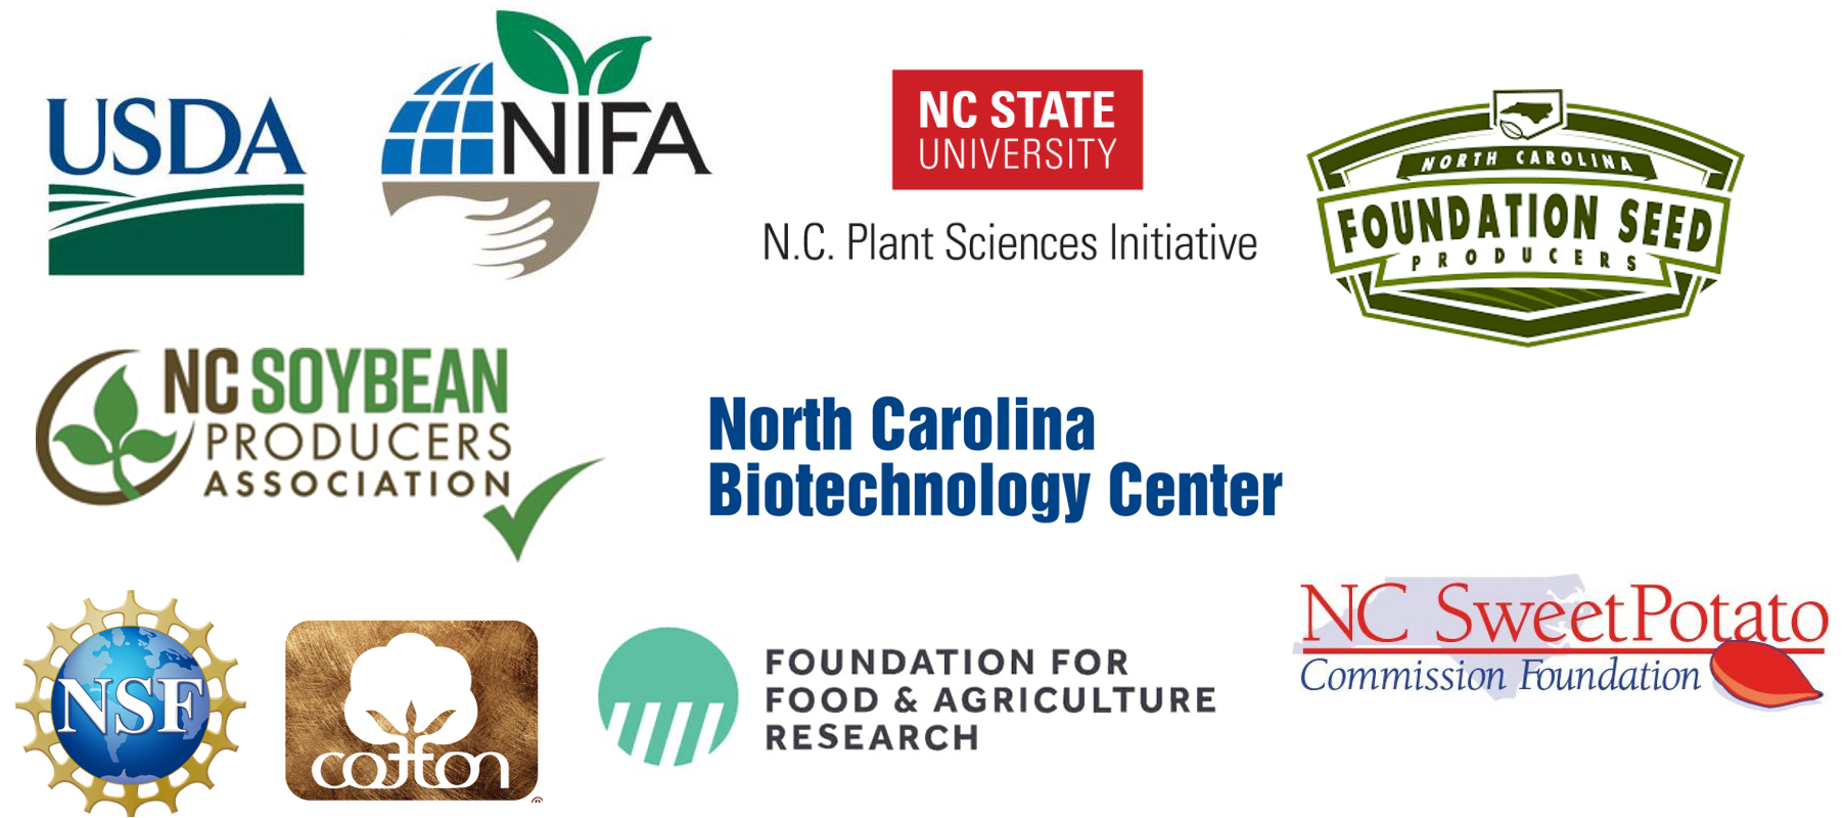 USDA
NIFA
NC STATE
UNIVERSITY
N.C. Plant Sciences Initiative
NORTH CAROLINA
FOUNDATION SEED
PRODUCERS
NC SOYBEAN
PRODUCERS
ASSOCIATION
North Carolina
Biotechnology Center
NSF
cotton
FOUNDATION FOR
FOOD & AGRICULTURE
RESEARCH
NC SweetPotato
Commission Foundation